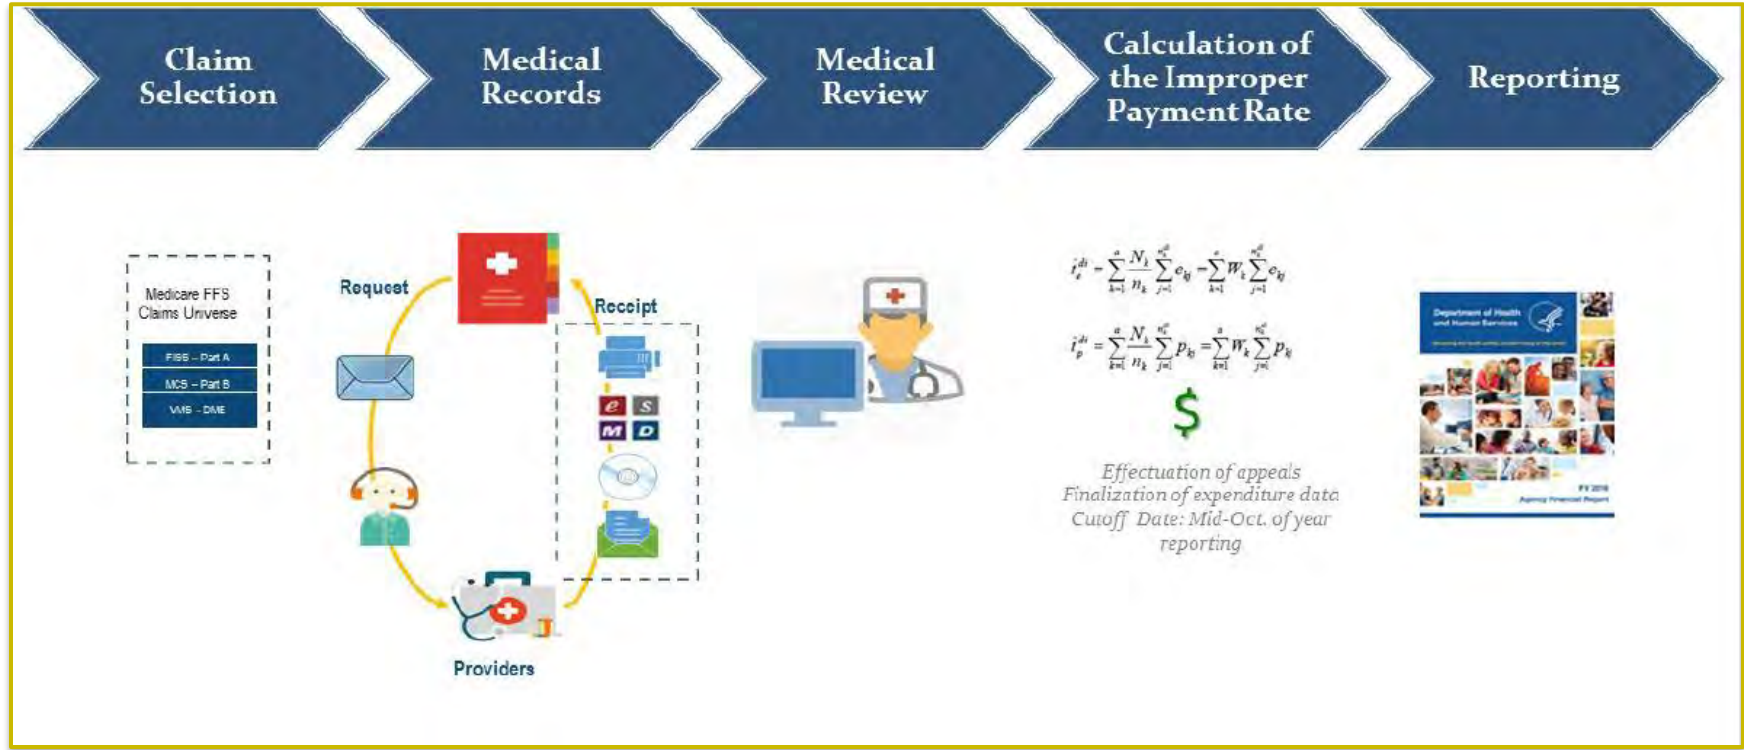 Claim
Selection
Medical
Records
Medical
Review
Calculation of
the Improper
Payment Rate
Reporting
Medicare FFS
Claims Universe
FISS – Part A
MCS – Part B
VMS – DME
Request
Receipt
e S
M D
Providers
$
Effectuation of appeals
Finalization of expenditure data
Cutoff Date: Mid-Oct. of year
reporting
Department of Health
and Human Services
Agency Financial Report